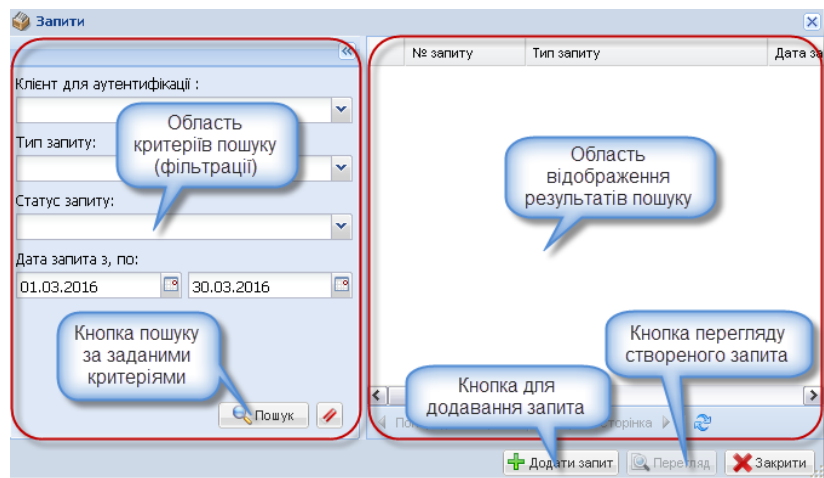 Запити
№ запиту Тип запиту Дата за
Клієнт для аутентифікації :
Область
критеріїв пошуку
(фільтрації)
Тип запиту:
Статус запиту:
Дата запита з, по:
01.03.2016 30.03.2016
Область
відображення
результатів пошуку
Кнопка пошуку
за заданими
критеріями
Кнопка перегляду
створеного запита
Кнопка для
додавання запита
Пошук
Додати запит Перегляд Закрити